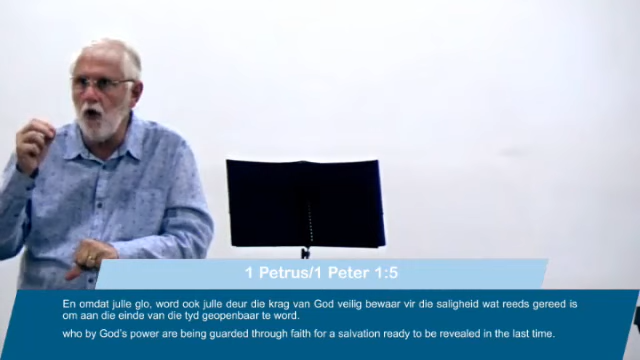 1 Petrus/1 Peter 1:5
En omdat julle glo, word ook julle deur die krag van God veilig bewaar vir die saligheid wat reeds gereed is
om aan die einde van die tyd geopenbaar te word.
who by God's power are being guarded through faith for a salvation ready to be revealed in the last time.